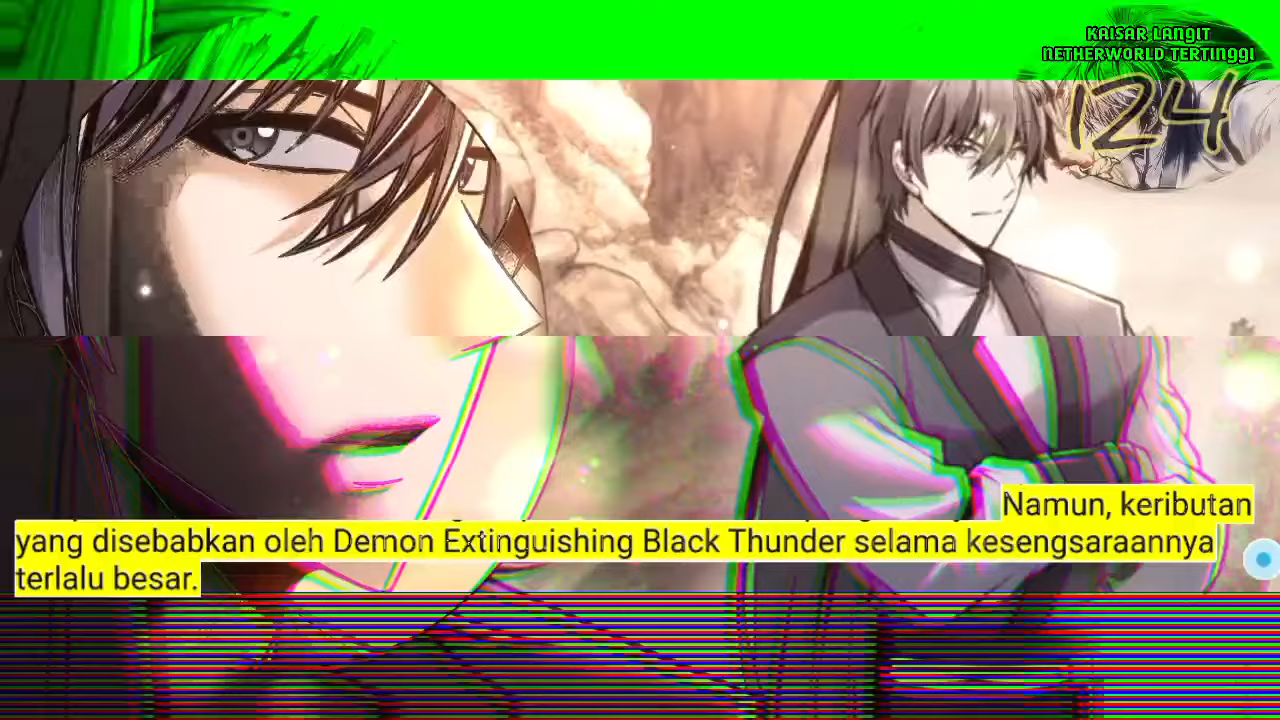 KAISAR LANGIT
NETHERWORLD TERTINGGI
124
Namun, keributan
yang disebabkan oleh Demon Extinguishing Black Thunder selama kesengsaraannya
terlalu besar.